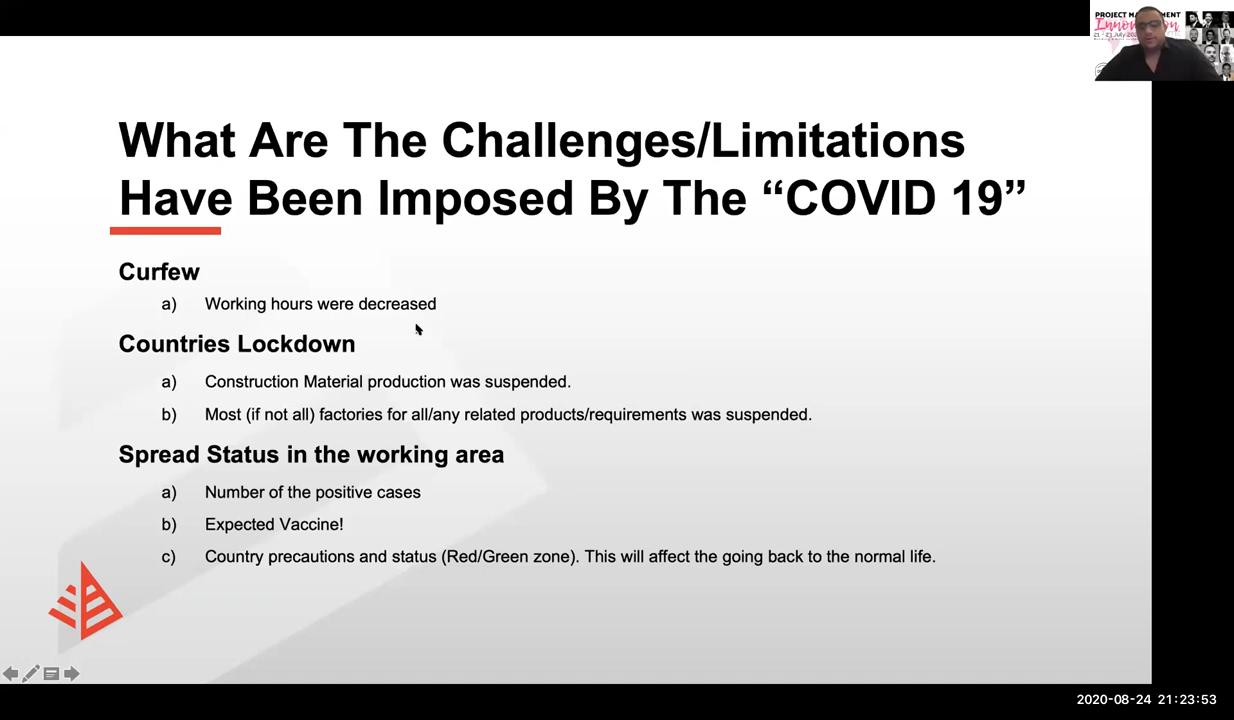 PROJECT MANAGEMENT
What Are The Challenges/Limitations
Have Been Imposed By The “COVID 19”
Curfew
a) Working hours were decreased
Countries Lockdown
a) Construction Material production was suspended.
b) Most (if not all) factories for all/any related products/requirements was suspended.
Spread Status in the working area
a) Number of the positive cases
b) Expected Vaccine!
c) Country precautions and status (Red/Green zone). This will affect the going back to the normal life.
2020-08-24 21:23:53